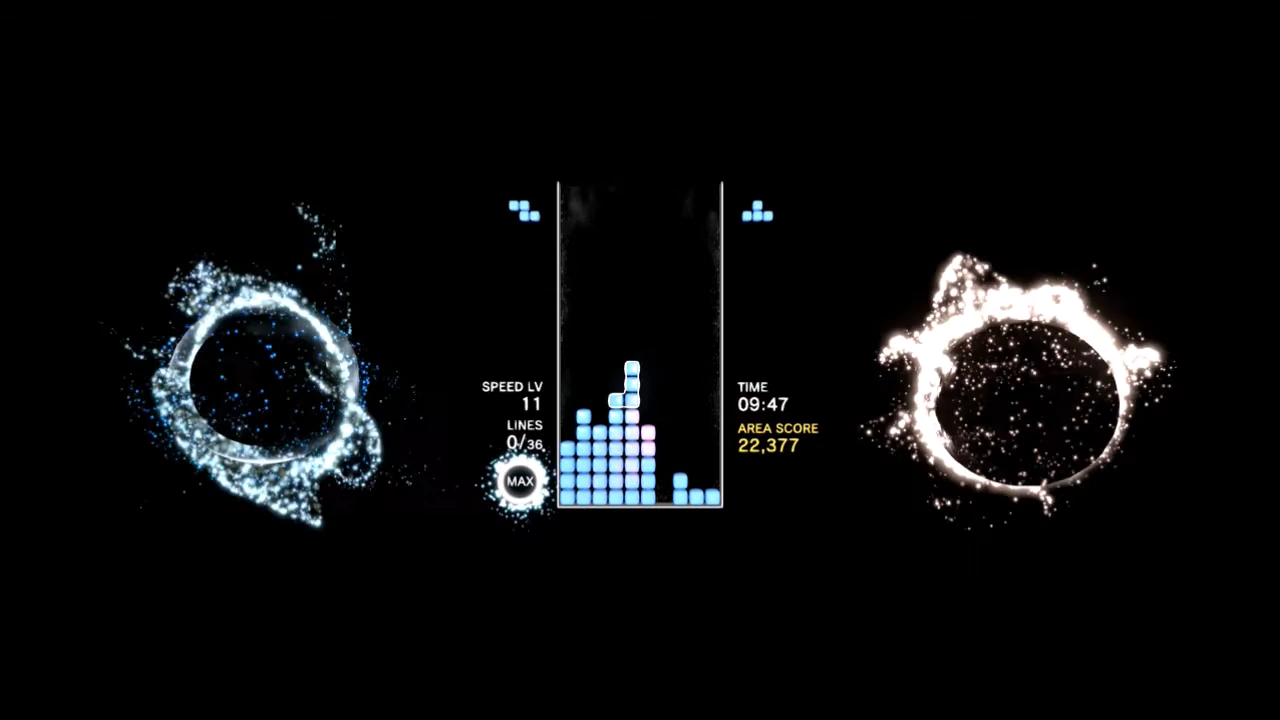 SPEED LV
11
LINES
0/36
MAX
TIME
09:47
AREA SCORE
22,377